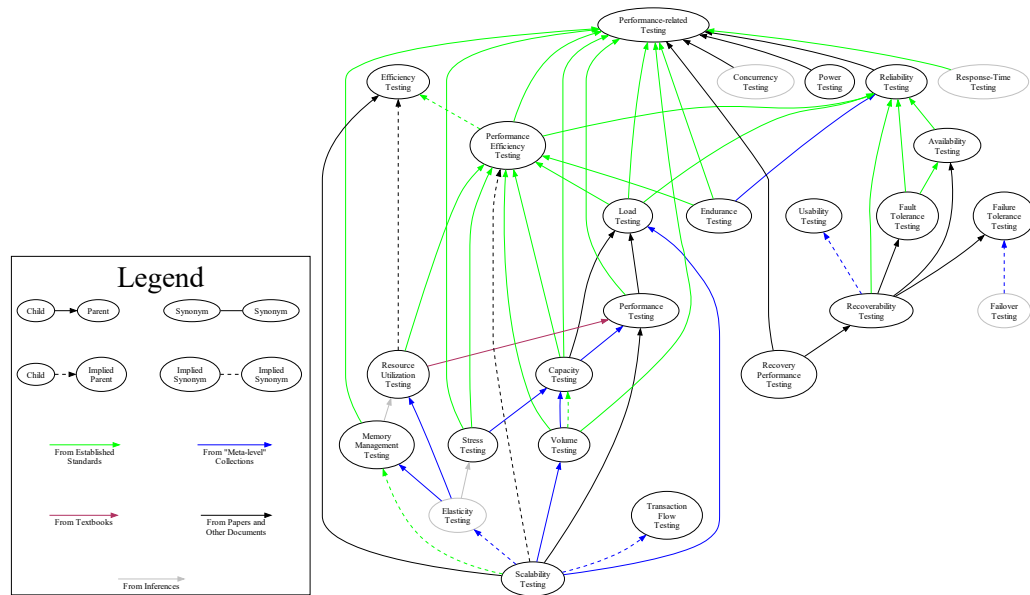 Performance-related
Testing
Efficiency
Testing
Concurrency
Testing
Power
Testing
Reliability
Testing
Response-Time
Testing
Performance
Efficiency
Testing
Availability
Testing
Load
Testing
Endurance
Testing
Usability
Testing
Fault
Tolerance
Testing
Failure
Tolerance
Testing
Performance
Testing
Recoverability
Testing
Failover
Testing
Resource
Utilization
Testing
Capacity
Testing
Recovery
Performance
Testing
Memory
Management
Testing
Stress
Testing
Volume
Testing
Elasticity
Testing
Transaction
Flow
Testing
Scalability
Testing
Legend
Child
Parent
Synonym
Synonym
Child
Implied
Parent
Implied
Synonym
Implied
Synonym
From Established
Standards
From "Meta-level"
Collections
From Textbooks
From Papers and
Other Documents
From Inferences